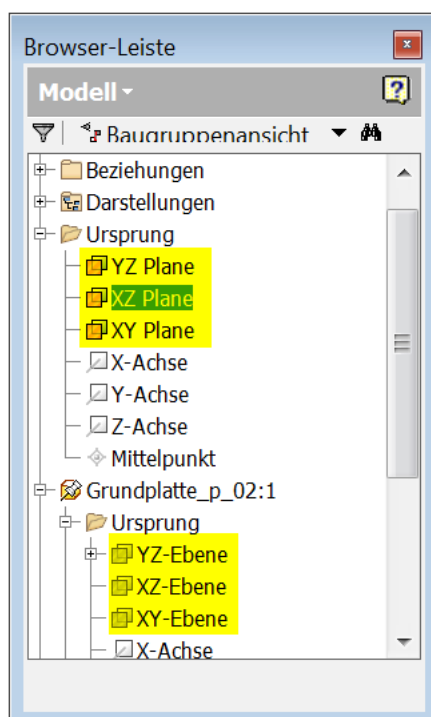 Browser-Leiste
Modell
Baugruppenansicht
Beziehungen
Darstellungen
Ursprung
YZ Plane
XZ Plane
XY Plane
X-Achse
Y-Achse
Z-Achse
Mittelpunkt
Grundplatte_p_02:1
Ursprung
YZ-Ebene
XZ-Ebene
XY-Ebene
X-Achse